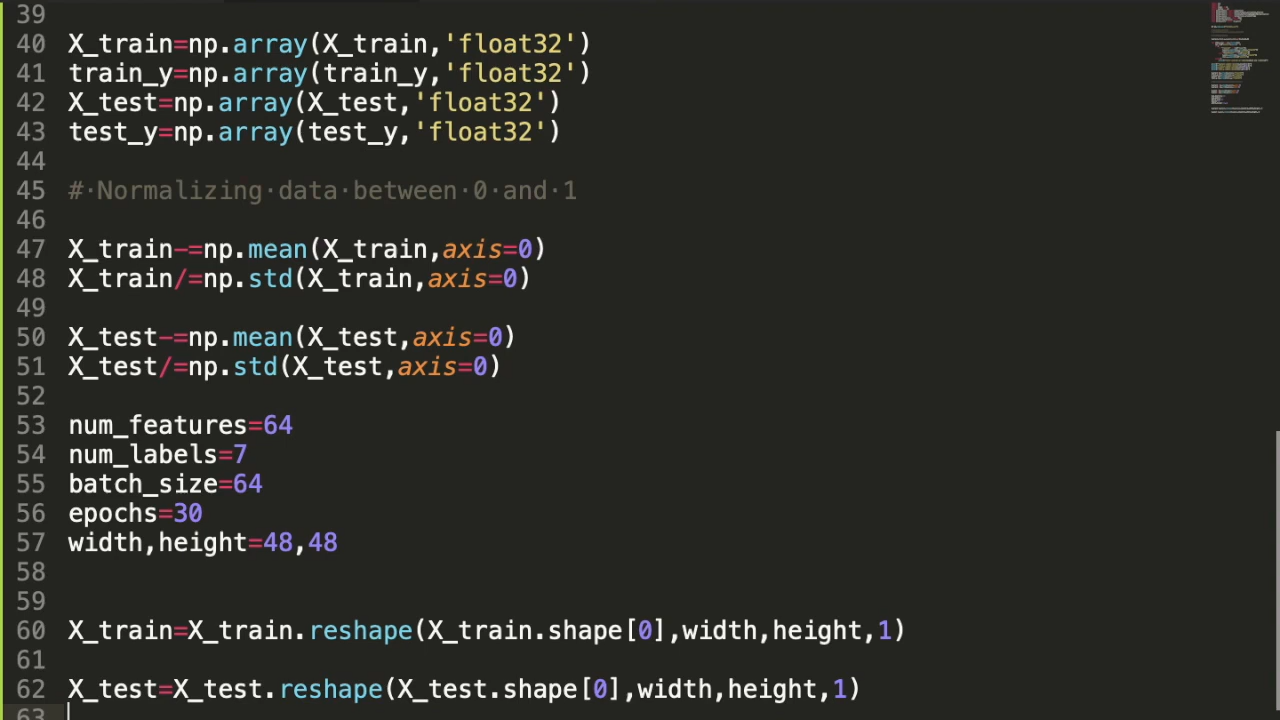 39
40 X_train=np.array(X_train,'float32')
41 train_y=np.array(train_y,'float32')
42 X_test=np.array(X_test,'float32')
43 test_y=np.array(test_y,'float32')
44
45 #·Normalizing·data·between·0·and·1
46
47 X_train-=np.mean(X_train,axis=0)
48 X_train/=np.std(X_train,axis=0)
49
50 X_test-=np.mean(X_test,axis=0)
51 X_test/=np.std(X_test,axis=0)
52
53 num_features=64
54 num_labels=7
55 batch_size=64
56 epochs=30
57 width,height=48,48
58
59
60 X_train=X_train.reshape(X_train.shape[0],width,height,1)
61
62 X_test=X_test.reshape(X_test.shape[0],width,height,1)
63